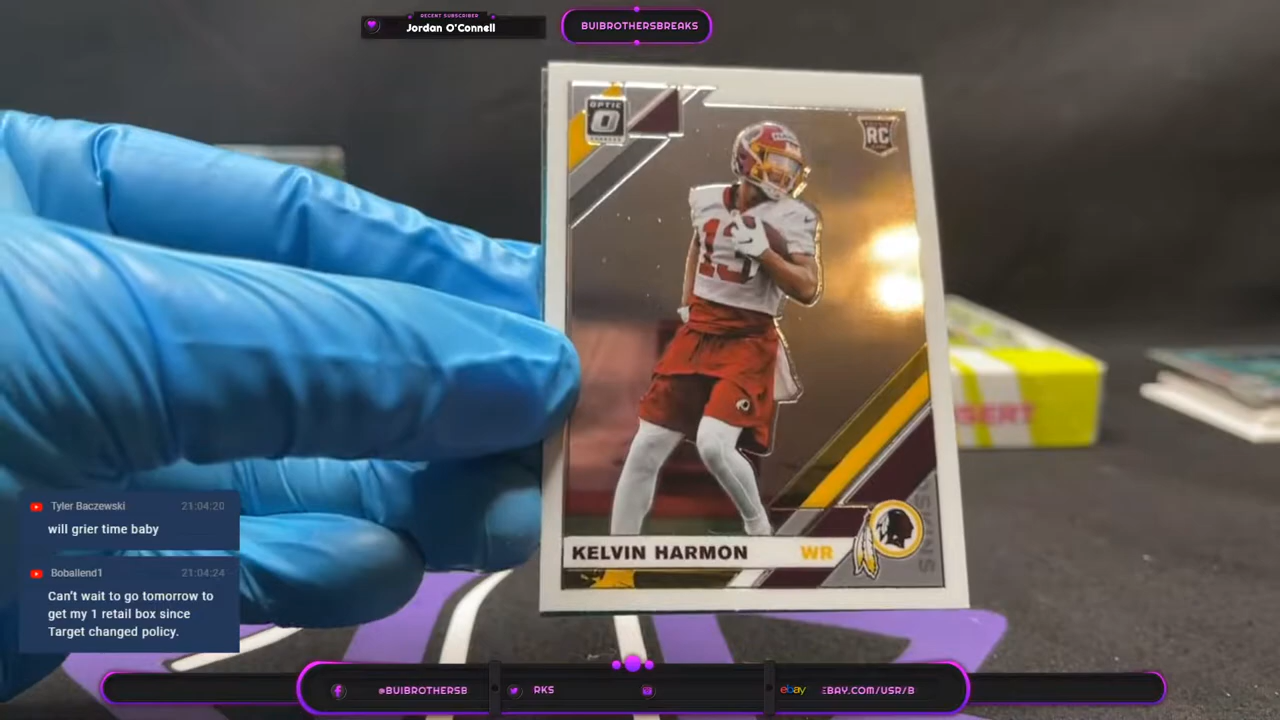 RECENT SUBSCRIBER
Jordan O'Connell
BUIBROTHERSBREAKS
OPTIC
RC
13
KELVIN HARMON WR
SERT
Tyler Baczewski 21:04:20
will grier time baby
Boballend1 21:04:24
Can't wait to go tomorrow to
get my 1 retail box since
Target changed policy.
@BUIBROTHERSB
RKS
ebay EBAY.COM/USR/B